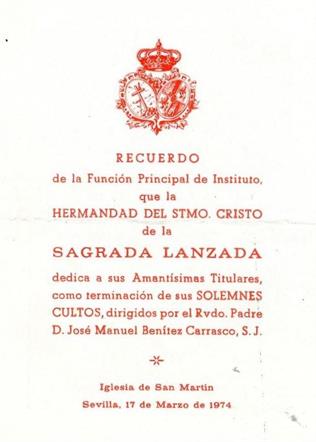 RECUERDO
de la Función Principal de Instituto,
que la
HERMANDAD DEL STMO. CRISTO
de la
SAGRADA LANZADA
dedica a sus Amantísimas Titulares,
como terminación de sus SOLEMNES
CULTOS, dirigidos por el Rvdo. Padre
D. José Manuel Benítez Carrasco, S. J.
Iglesia de San Martín
Sevilla, 17 de Marzo de 1974